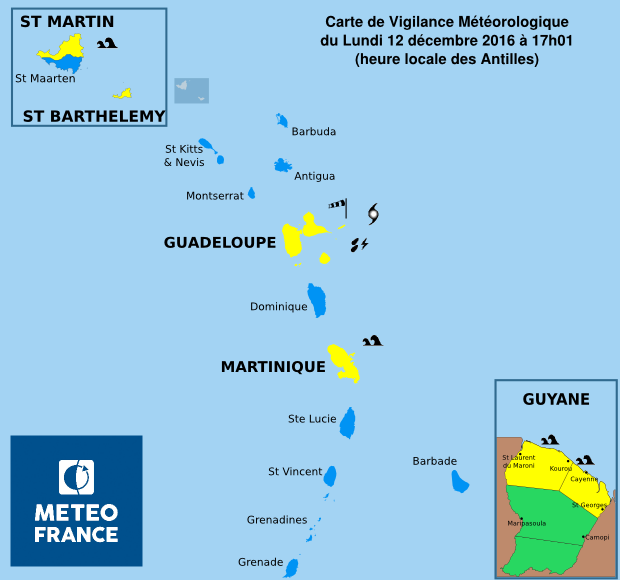 ST MARTIN
St Maarten
ST BARTHELEMY
Carte de Vigilance Météorologique
du Lundi 12 décembre 2016 à 17h01
(heure locale des Antilles)
Barbuda
St Kitts
& Nevis
Antigua
Montserrat
GUADELOUPE
Dominique
MARTINIQUE
Ste Lucie
St Vincent
Barbade
Grenadines
Grenade
METEO
FRANCE
GUYANE
St Laurent
du Maroni
Kourou
Cayenne
St Georges
Maripasoula
Camopi